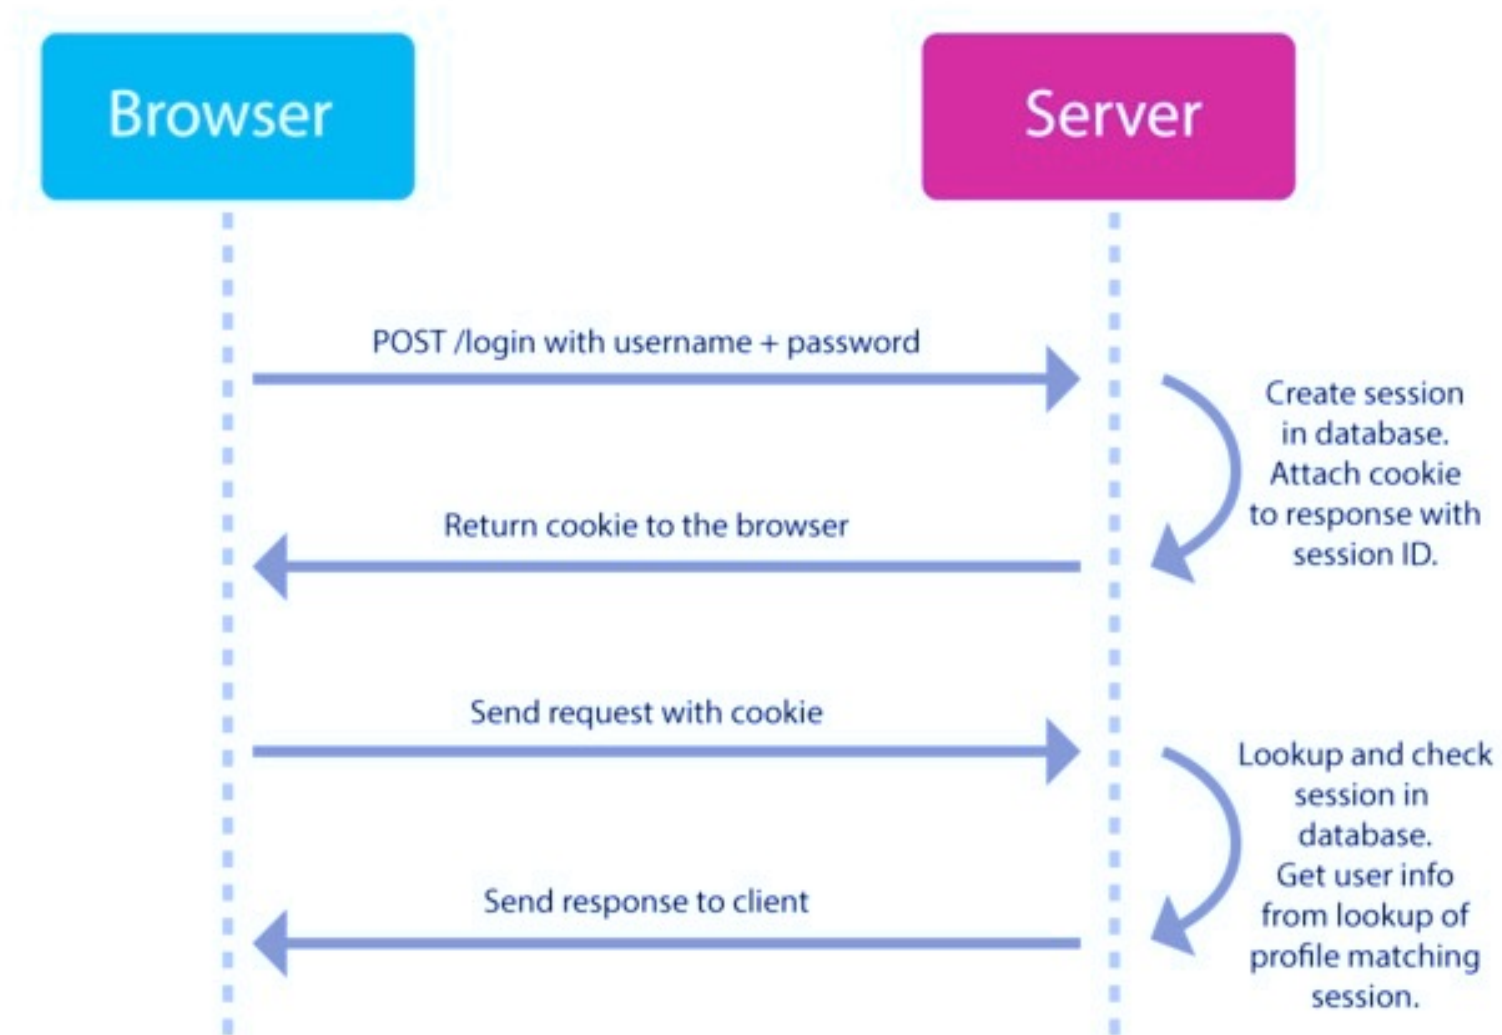 Browser
Server
POST /login with username + password
Create session
in database.
Attach cookie
to response with
session ID.
Return cookie to the browser
Send request with cookie
Lookup and check
session in
database.
Get user info
from lookup of
profile matching
session.
Send response to client